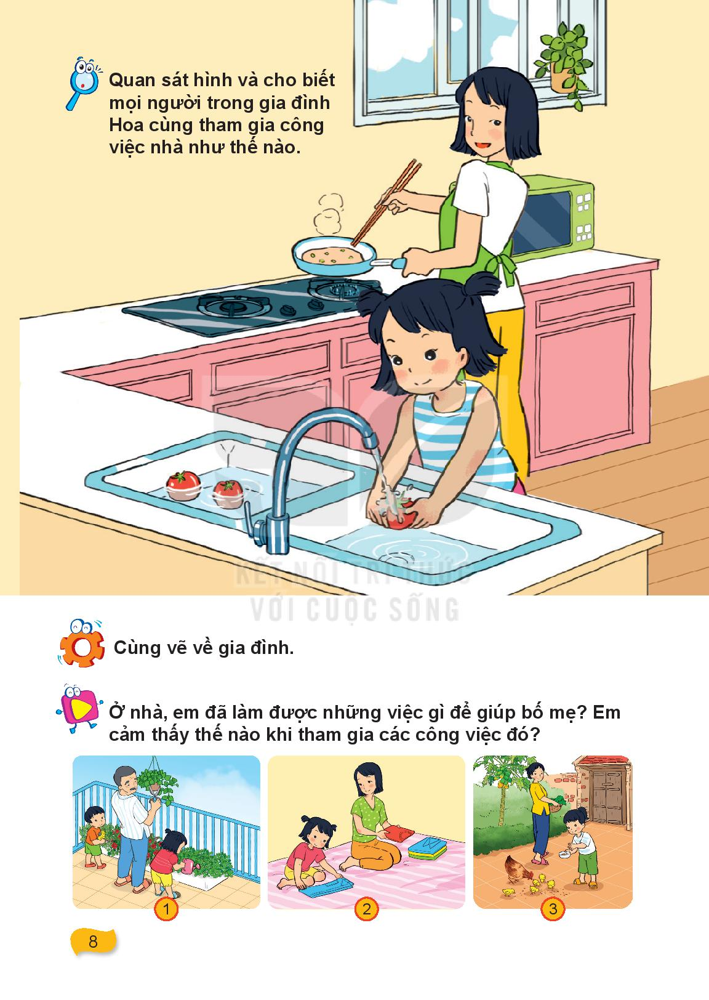 Quan sát hình và cho biết
mọi người trong gia đình
Hoa cùng tham gia công
việc nhà như thế nào.
KẾT NỐI TRI THỨC
VỚI CUỘC SỐNG
Cùng vẽ về gia đình.
Ở nhà, em đã làm được những việc gì để giúp bố mẹ? Em
cảm thấy thế nào khi tham gia các công việc đó?
1
2
3
8